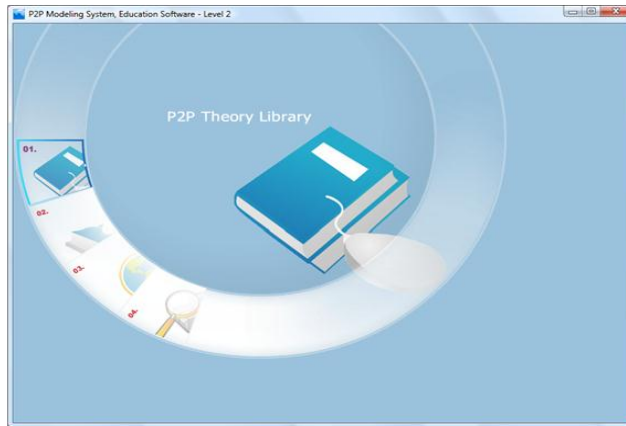 P2P Modeling System, Education Software - Level 2
P2P Theory Library
01.
02.
03.
04.